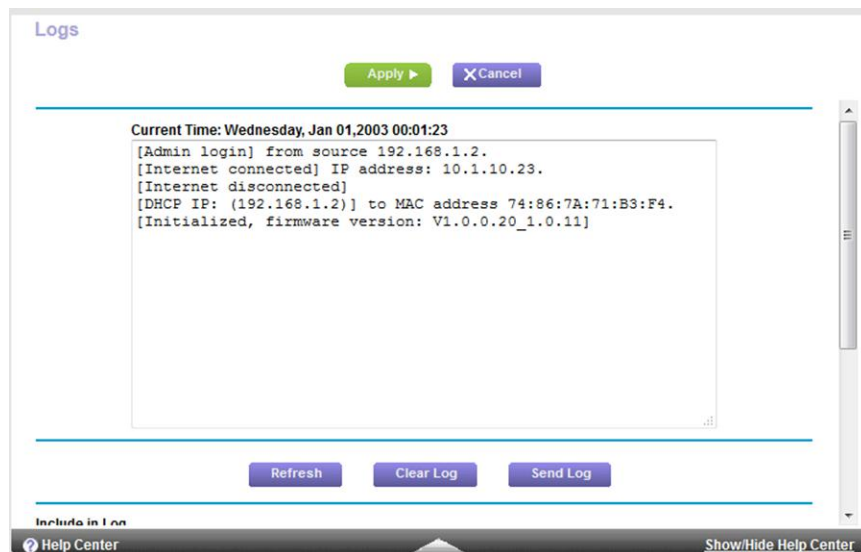 Logs
Apply
Cancel
Current Time: Wednesday, Jan 01,2003 00:01:23
[Admin login] from source 192.168.1.2.
[Internet connected] IP address: 10.1.10.23.
[Internet disconnected]
[DHCP IP: (192.168.1.2)] to MAC address 74:86:7A:71:B3:F4.
[Initialized, firmware version: V1.0.0.20_1.0.11]
Refresh
Clear Log
Send Log
Include in Log
Help Center
Show/Hide Help Center